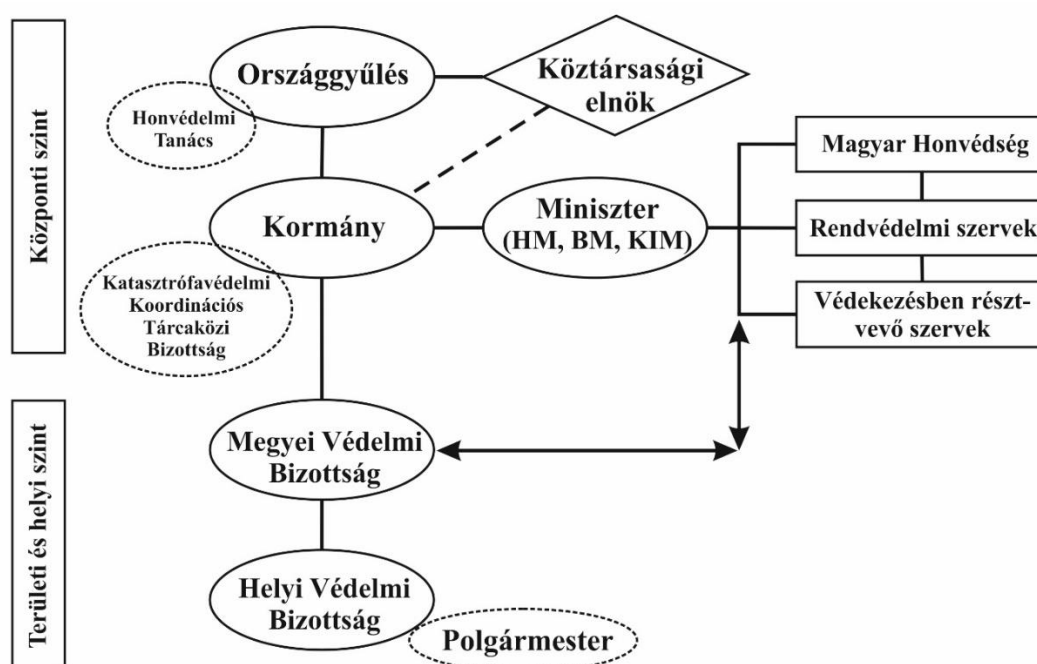 Központi szint
Országgyűlés
Köztársasági
elnök
Honvédelmi
Tanács
Magyar Honvédség
Kormány
Miniszter
(HM, BM, KIM)
Rendvédelmi szervek
Katasztrófavédelmi
Koordinációs
Tárcaközi
Bizottság
Védekezésben részt-
vevő szervek
Területi és helyi szint
Megyei Védelmi
Bizottság
Helyi Védelmi
Bizottság
Polgármester